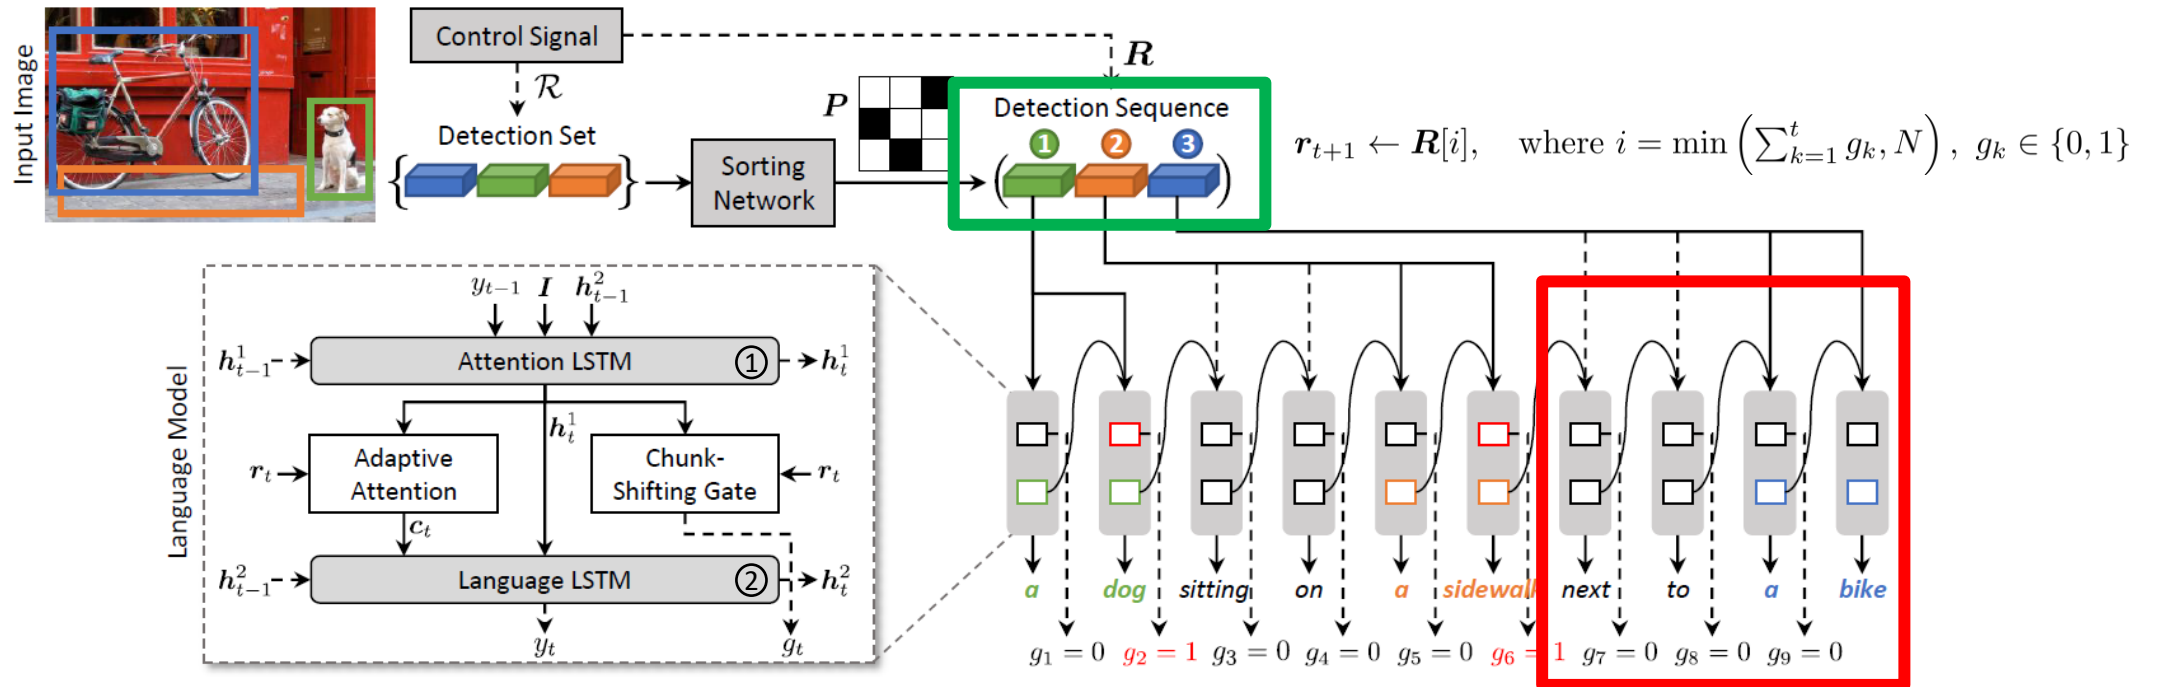 Input Image
Control Signal
R
R
Detection Set
{ }
Sorting Network
P
Detection Sequence
1 2 3
( )
r_{t+1} ← R[i], where i = min (∑_{k=1}^{t} g_k, N), g_k ∈ {0, 1}
Language Model
y_{t−1} I h^2_{t−1}
h^1_{t−1}
Attention LSTM
①
h^1_t
h^1_t
r_t
Adaptive Attention
Chunk-Shifting Gate
r_t
c_t
h^2_{t−1}
Language LSTM
②
h^2_t
y_t
g_t
a dog sitting on a sidewalk next to a bike
g_1 = 0 g_2 = 1 g_3 = 0 g_4 = 0 g_5 = 0 g_6 = 1 g_7 = 0 g_8 = 0 g_9 = 0